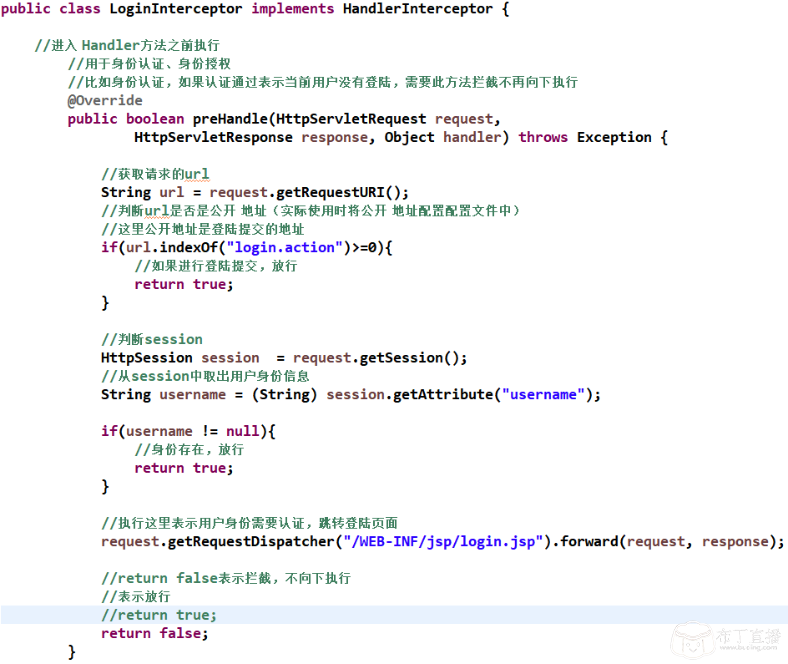 public class LoginInterceptor implements HandlerInterceptor {
//进入 Handler方法之前执行
//用于身份认证、身份授权
//比如身份认证，如果认证通过表示当前用户没有登陆，需要此方法拦截不再向下执行
@Override
public boolean preHandle(HttpServletRequest request,
HttpServletResponse response, Object handler) throws Exception {
//获取请求的url
String url = request.getRequestURI();
//判断url是否是公开 地址（实际使用时将公开 地址配置配置文件中）
//这里公开地址是登陆提交的地址
if(url.indexOf("login.action")>=0){
//如果进行登陆提交，放行
return true;
}
//判断session
HttpSession session  = request.getSession();
//从session中取出用户身份信息
String username = (String) session.getAttribute("username");
if(username != null){
//身份存在，放行
return true;
}
//执行这里表示用户身份需要认证，跳转登陆页面
request.getRequestDispatcher("/WEB-INF/jsp/login.jsp").forward(request, response);
//return false表示拦截，不向下执行
//表示放行
//return true;
return false;
}
布丁直播